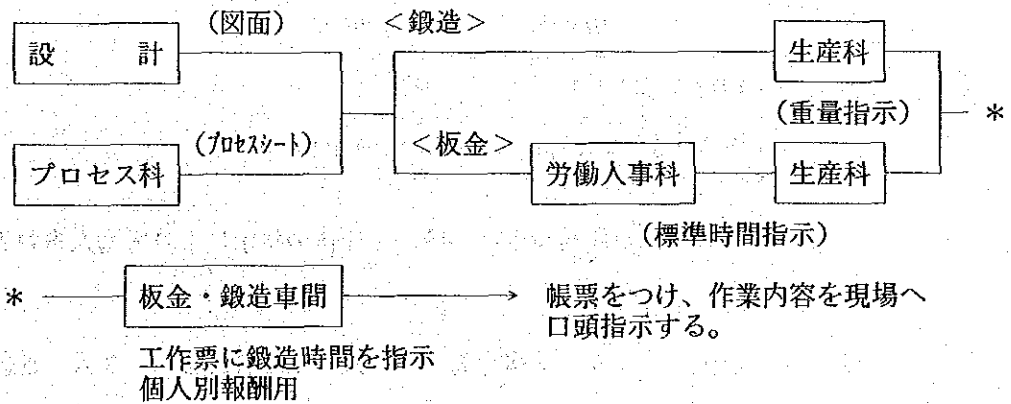 (図面)
<鍛造>
設 計
生産科
(重量指示)
*
(プロセスシート)
<板金>
プロセス科
労働人事科
生産科
(標準時間指示)
*
板金・鍛造車間
帳票をつけ、作業内容を現場へ
口頭指示する。
工作票に鍛造時間を指示
個人別報酬用